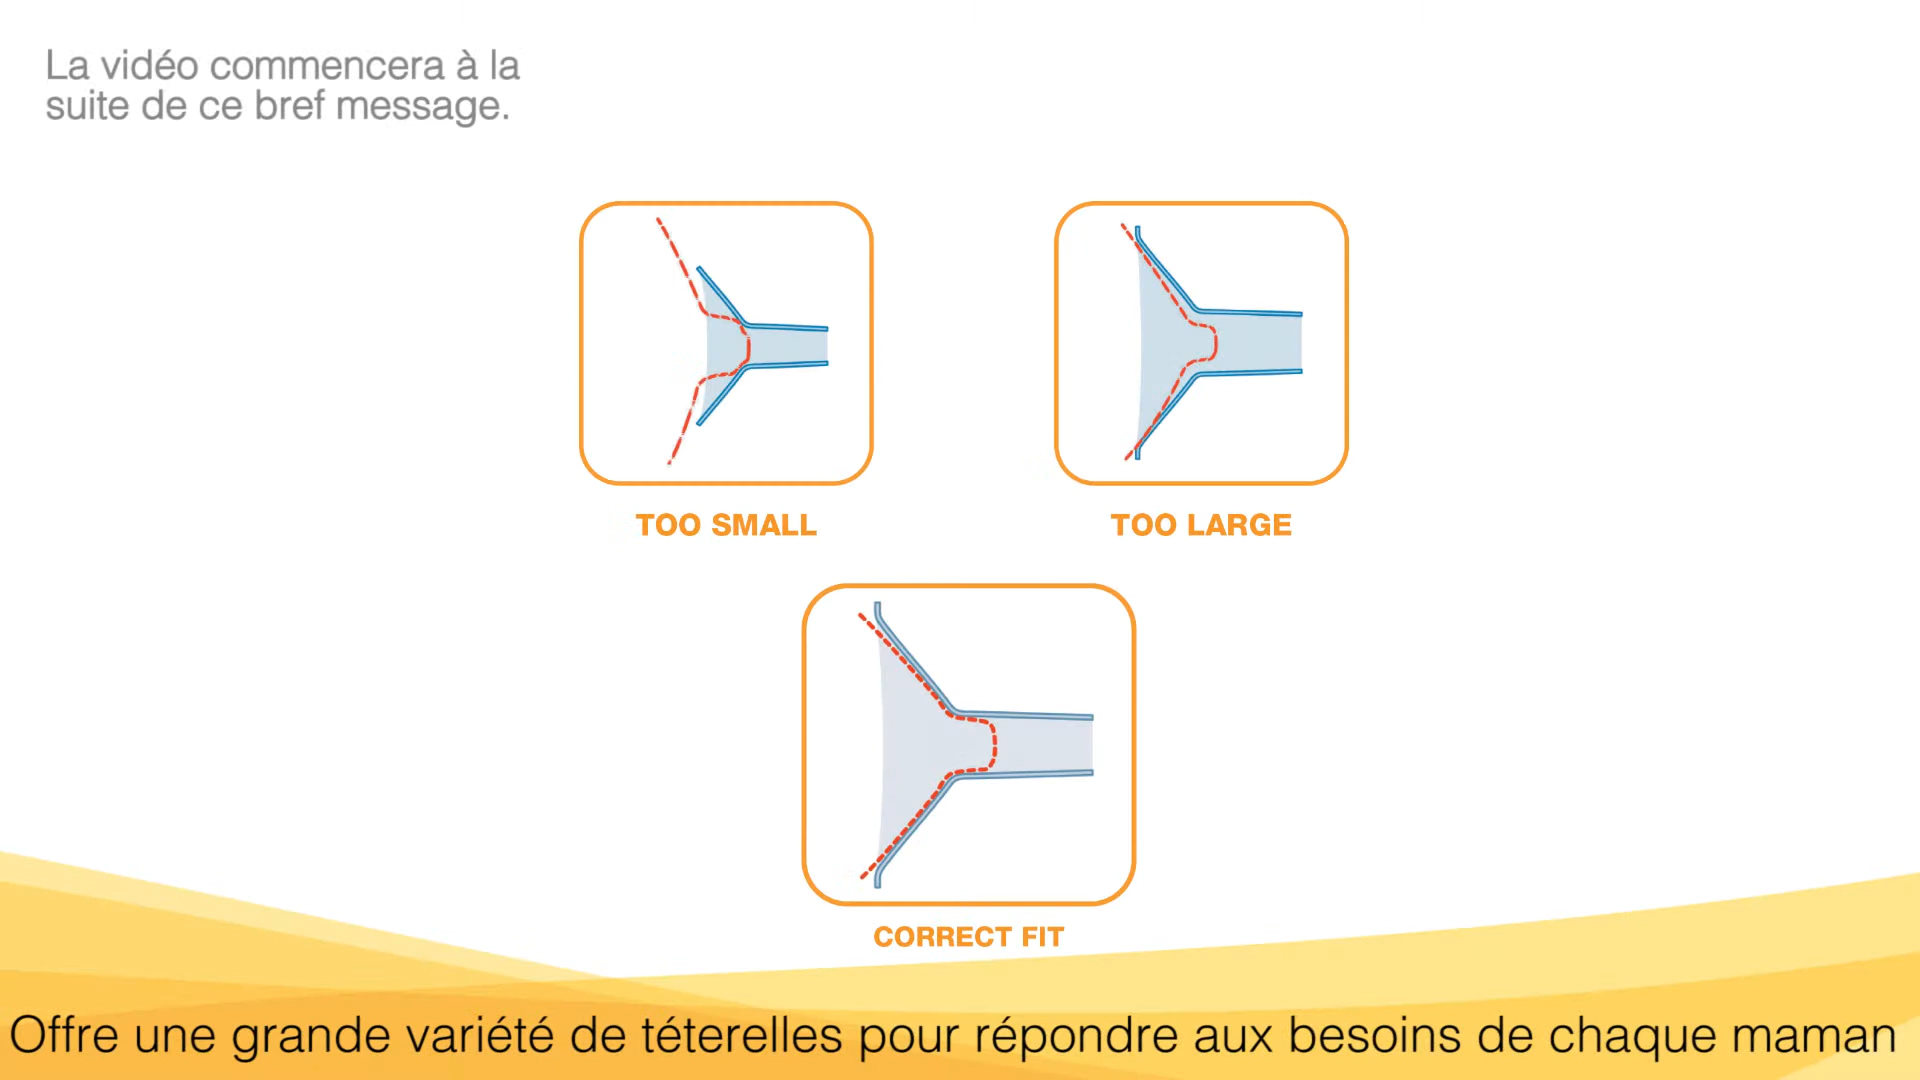 La vidéo commencera à la
suite de ce bref message.
TOO SMALL
TOO LARGE
CORRECT FIT
Offre une grande variété de téterelles pour répondre aux besoins de chaque maman